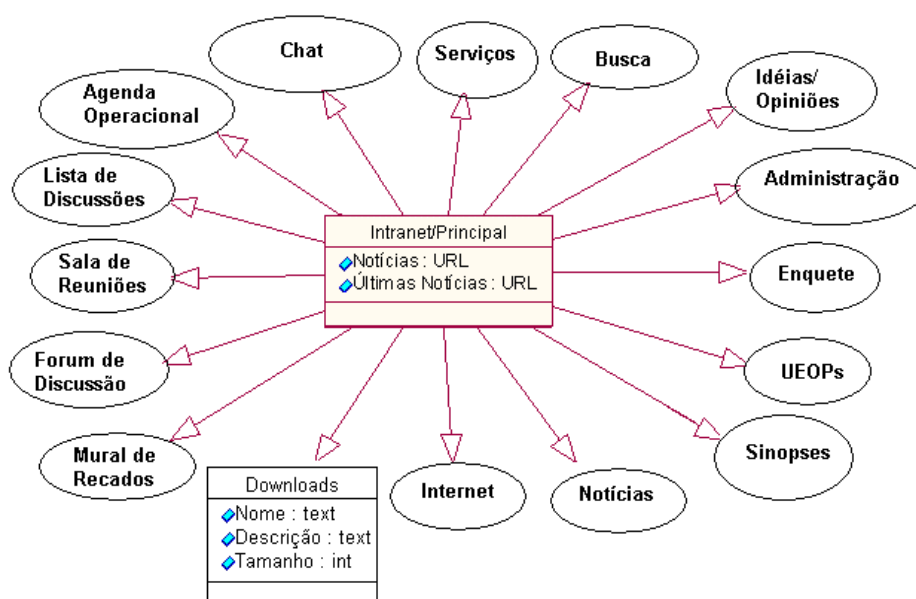 Chat
Serviços
Busca
Idéias/
Opiniões
Agenda
Operacional
Lista de
Discussões
Administração
Intranet/Principal
Notícias : URL
Últimas Notícias : URL
Sala de
Reuniões
Enquete
Forum de
Discussão
UEOPs
Mural de
Recados
Sinopses
Downloads
Nome : text
Descrição : text
Tamanho : int
Internet
Notícias